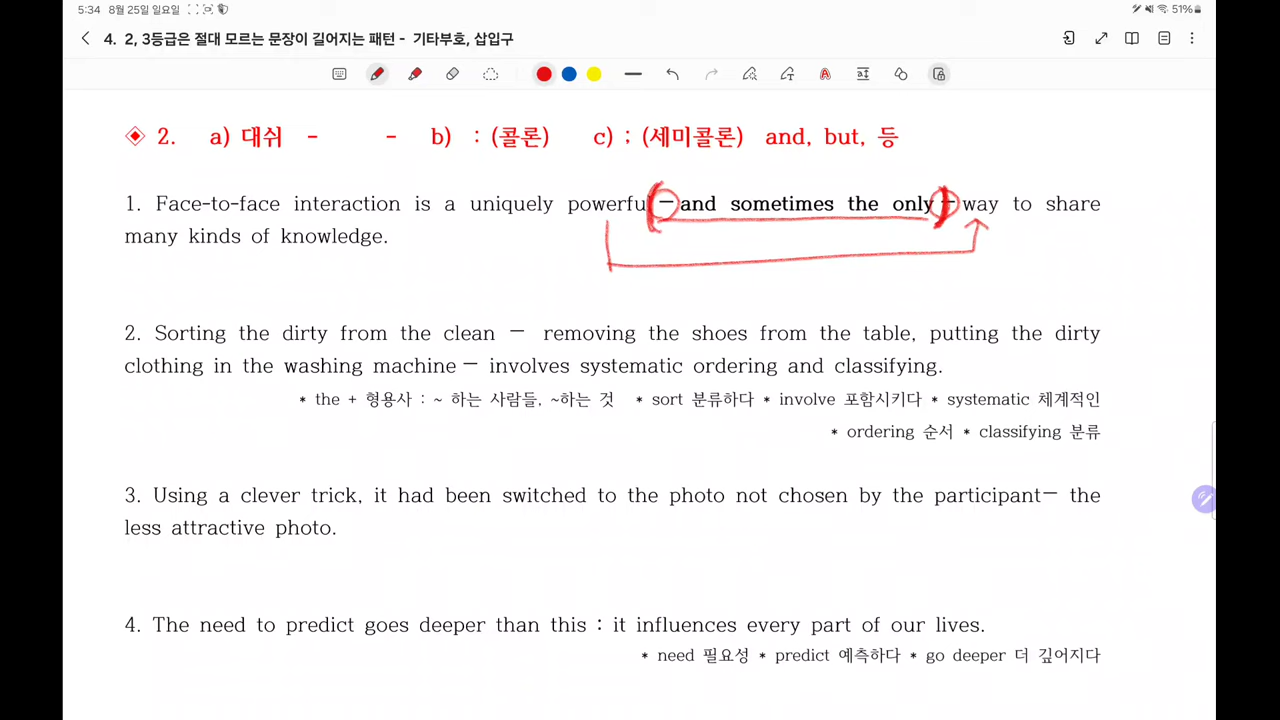 5:34 8월 25일 일요일 51%
4. 2, 3등급은 절대 모르는 문장이 길어지는 패턴 - 기타부호, 삽입구
◈ 2. a) 대쉬 - - b) : (콜론) c) ; (세미콜론) and, but, 등
1. Face-to-face interaction is a uniquely powerful — and sometimes the only — way to share
many kinds of knowledge.
2. Sorting the dirty from the clean — removing the shoes from the table, putting the dirty
clothing in the washing machine — involves systematic ordering and classifying.
* the + 형용사 : ~ 하는 사람들, ~하는 것 * sort 분류하다 * involve 포함시키다 * systematic 체계적인
* ordering 순서 * classifying 분류
3. Using a clever trick, it had been switched to the photo not chosen by the participant— the
less attractive photo.
4. The need to predict goes deeper than this : it influences every part of our lives.
* need 필요성 * predict 예측하다 * go deeper 더 깊어지다